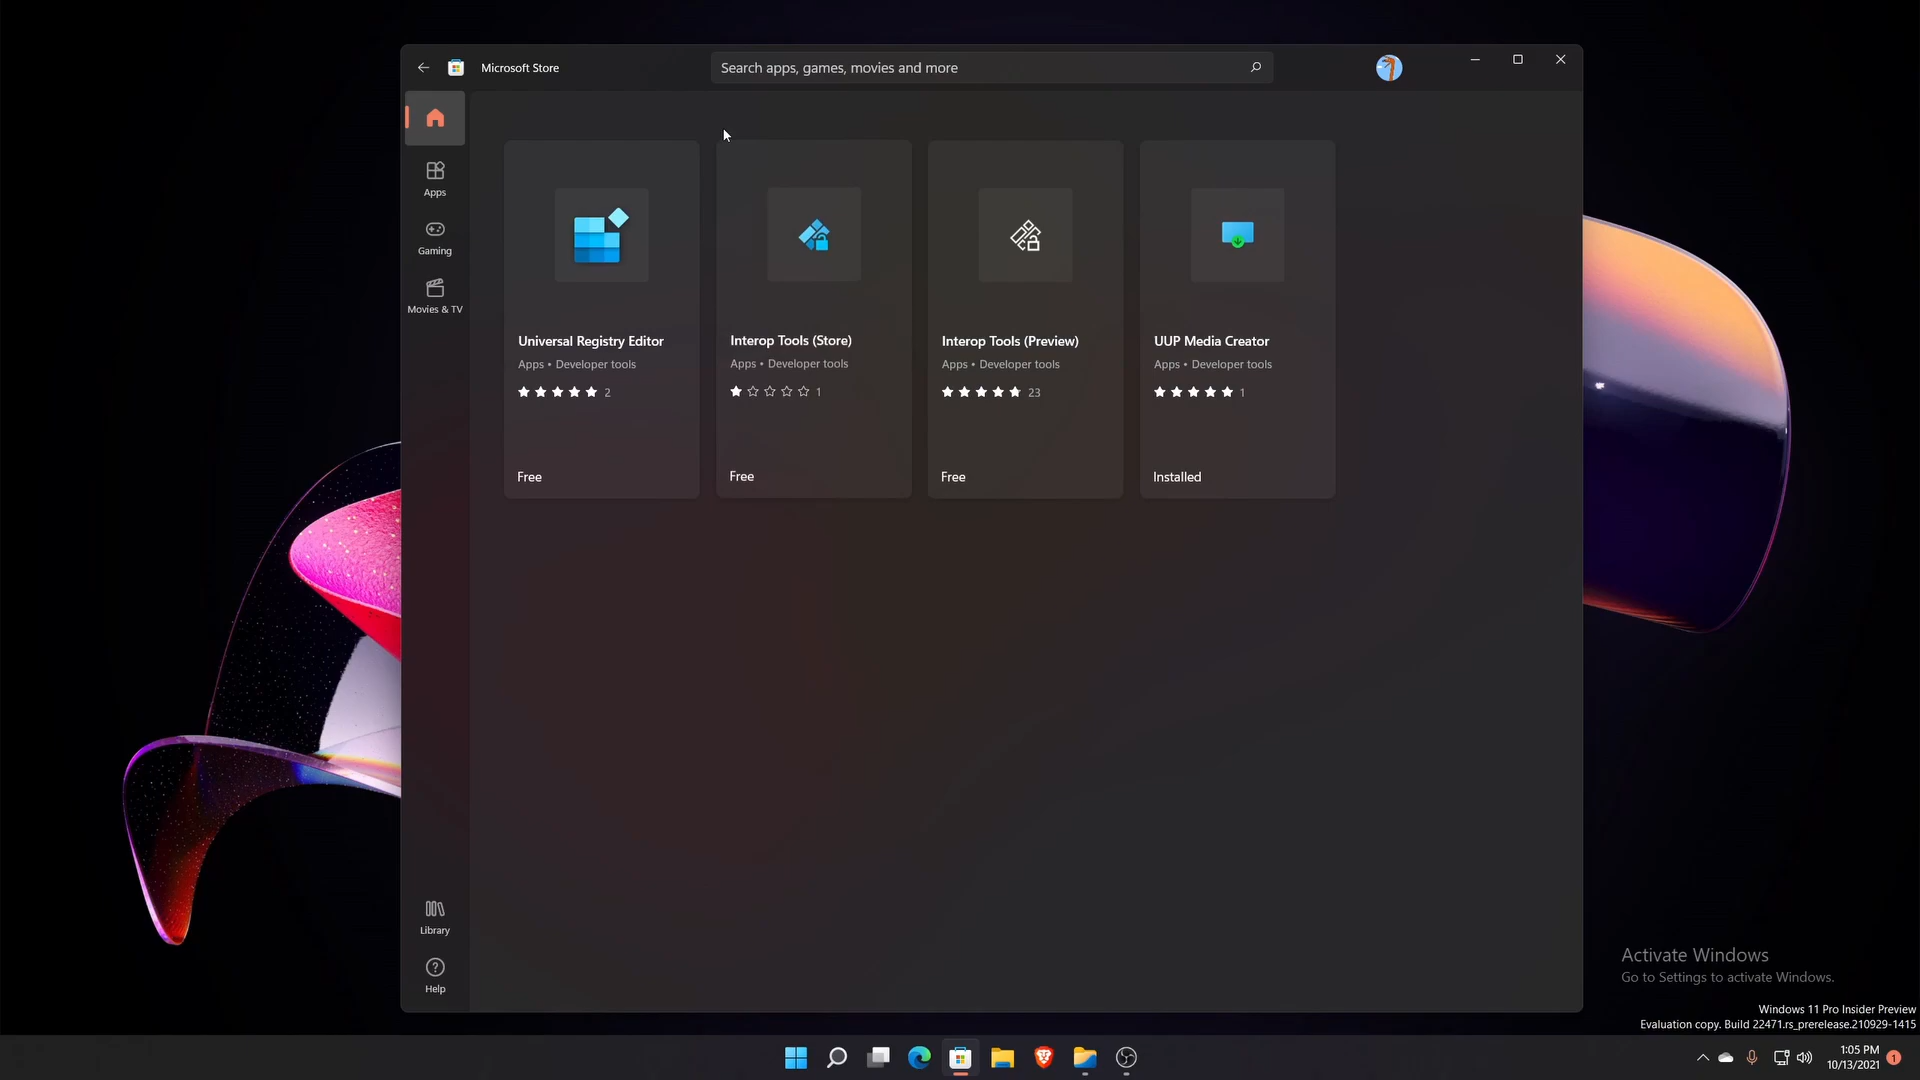 Microsoft Store
Search apps, games, movies and more
Apps
Gaming
Movies & TV
Library
Help
Universal Registry Editor
Apps • Developer tools
2
Free
Interop Tools (Store)
Apps • Developer tools
1
Free
Interop Tools (Preview)
Apps • Developer tools
23
Free
UUP Media Creator
Apps • Developer tools
1
Installed
Activate Windows
Go to Settings to activate Windows.
Windows 11 Pro Insider Preview
Evaluation copy. Build 22471.rs_prerelease.210929-1415
1:05 PM
10/13/2021
1